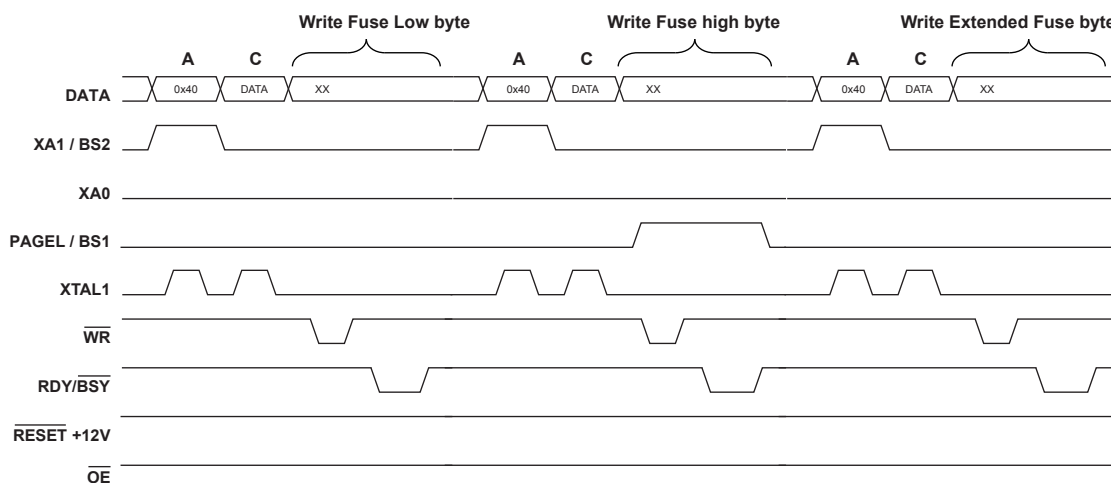 Write Fuse Low byte Write Fuse high byte Write Extended Fuse byte
A C A C A C
DATA 0x40 DATA XX 0x40 DATA XX 0x40 DATA XX
XA1 / BS2
XA0
PAGEL / BS1
XTAL1
WR
RDY/BSY
RESET +12V
OE